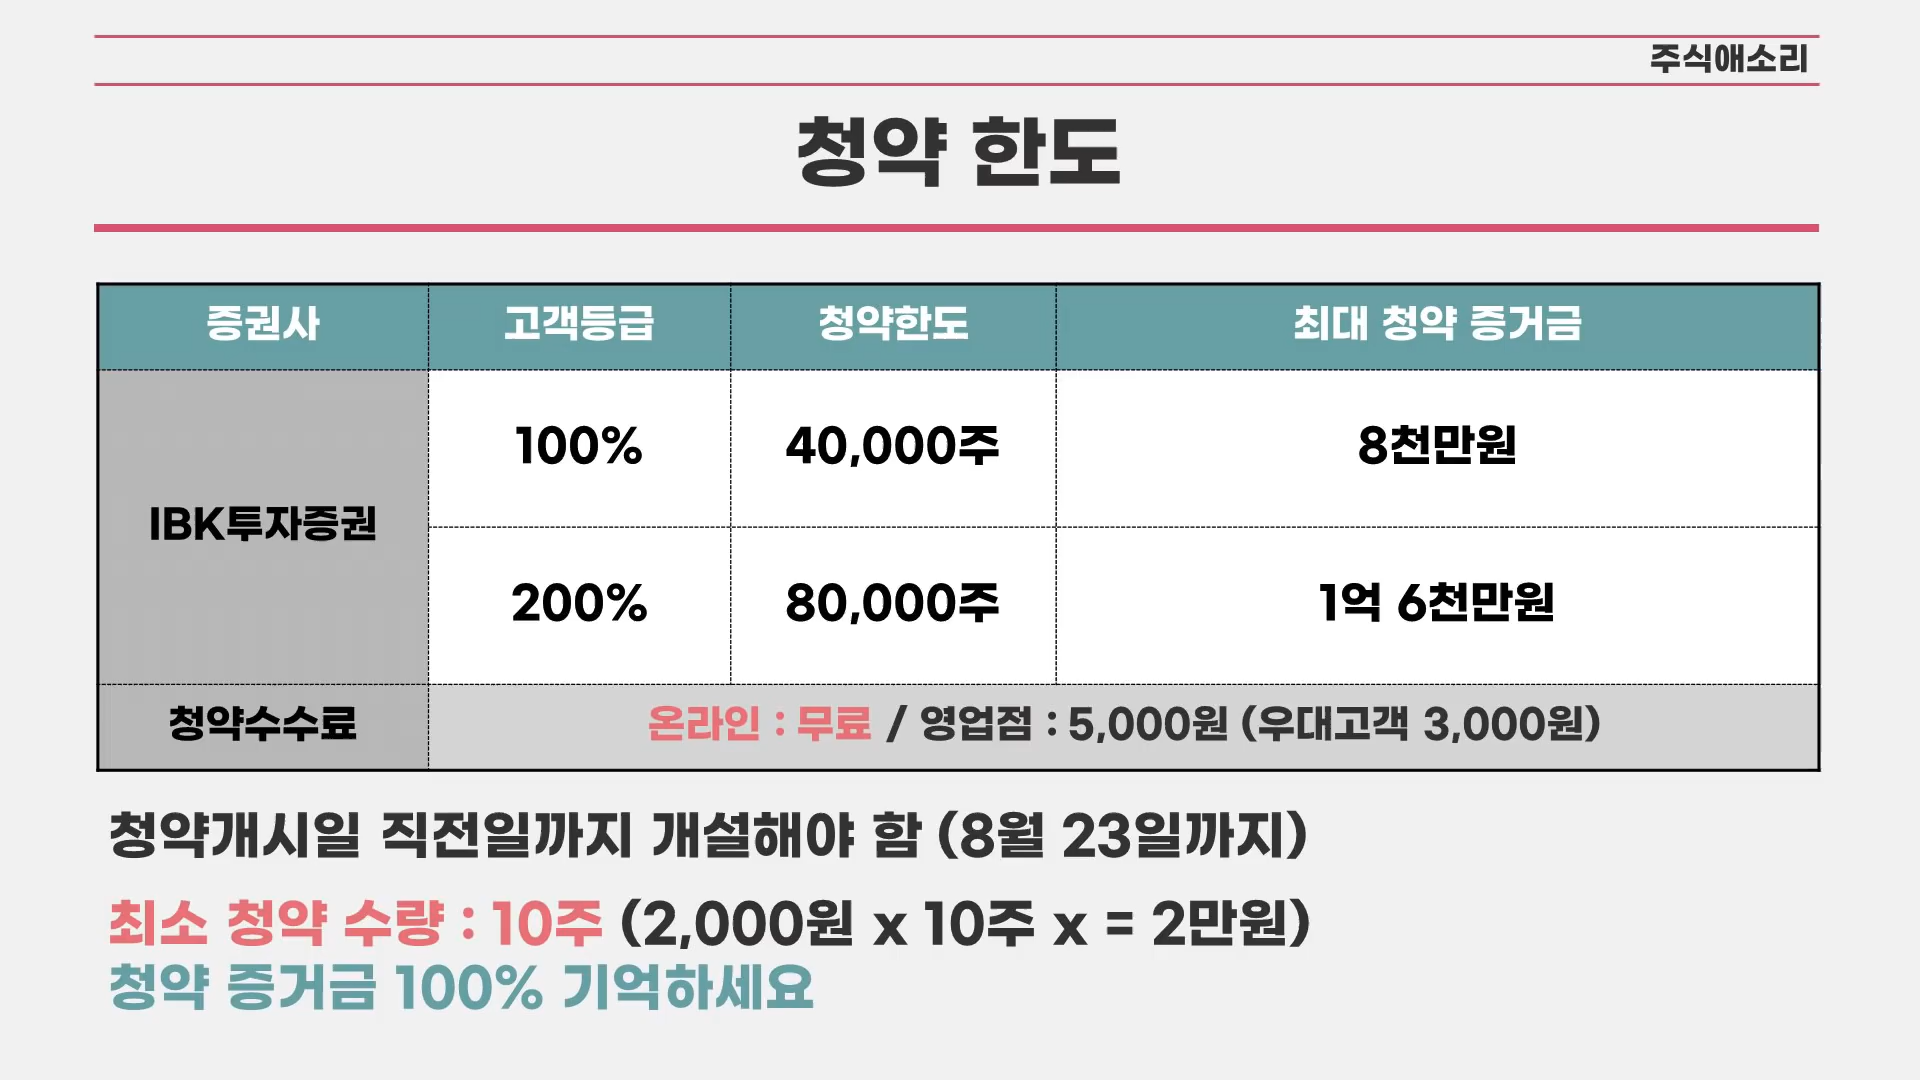 주식애소리
청약 한도
증권사 고객등급 청약한도 최대 청약 증거금
IBK투자증권 100% 40,000주 8천만원
200% 80,000주 1억 6천만원
청약수수료 온라인 : 무료 / 영업점 : 5,000원 (우대고객 3,000원)
청약개시일 직전일까지 개설해야 함 (8월 23일까지)
최소 청약 수량 : 10주 (2,000원 x 10주 x = 2만원)
청약 증거금 100% 기억하세요